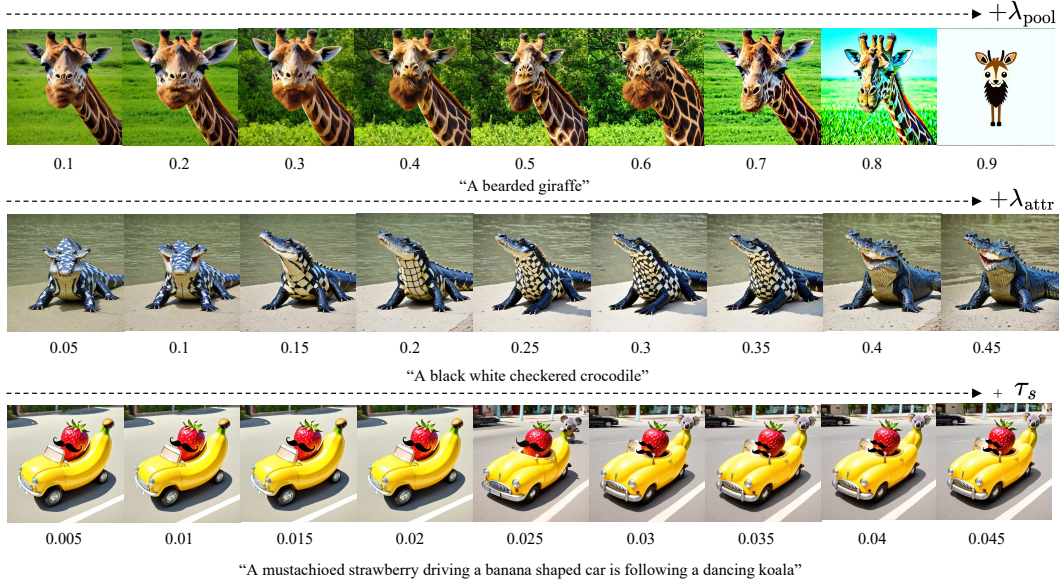 +λpool
0.1 0.2 0.3 0.4 0.5 0.6 0.7 0.8 0.9
“A bearded giraffe”
+λattr
0.05 0.1 0.15 0.2 0.25 0.3 0.35 0.4 0.45
“A black white checkered crocodile”
+ τs
0.005 0.01 0.015 0.02 0.025 0.03 0.035 0.04 0.045
“A mustachioed strawberry driving a banana shaped car is following a dancing koala”